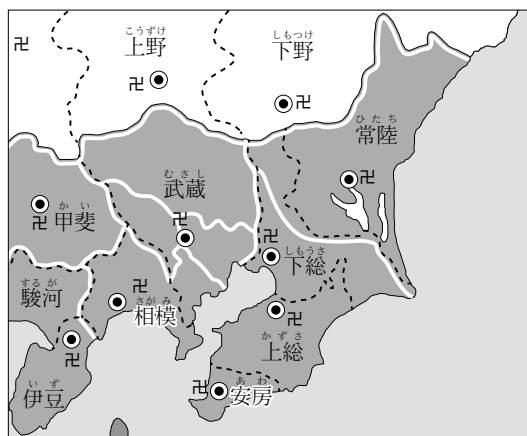 こうずけ
上野
しもつけ
下野
ひたち
常陸
むさし
武蔵
かい
甲斐
しもうさ
下総
するが
駿河
さがみ
相模
かずさ
上総
いず
伊豆
あわ
安房